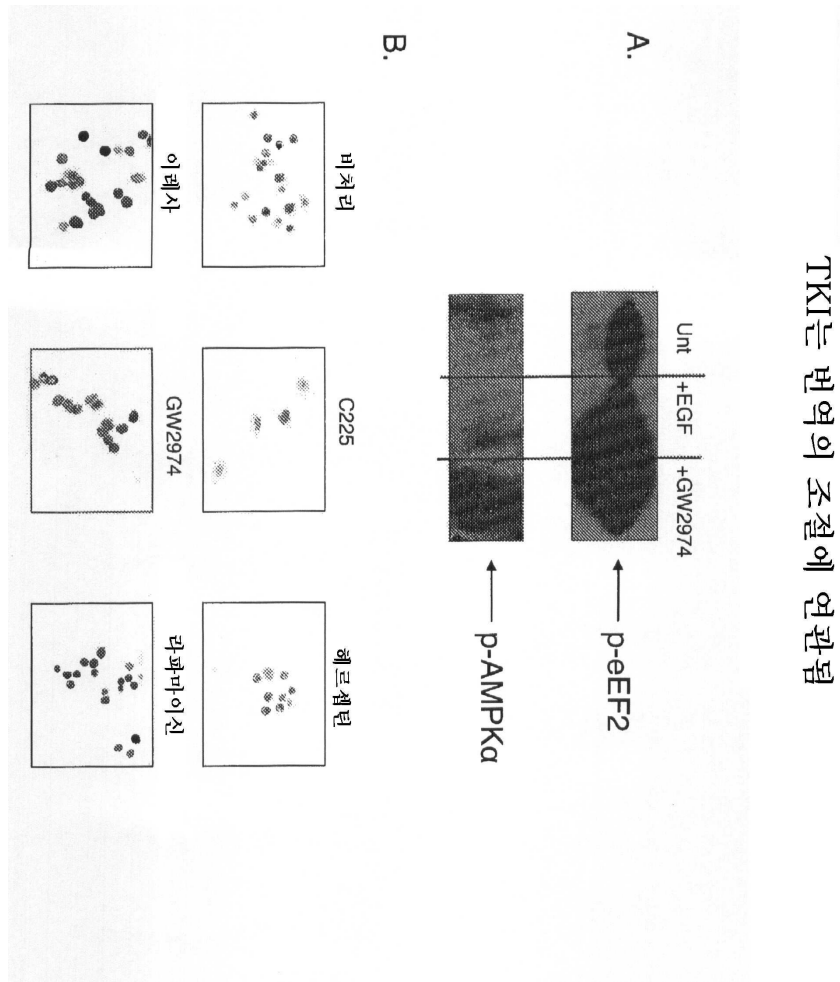 TKI는 번역의 조절에 연관됨
A.
Unt +EGF +GW2974
p-eEF2
p-AMPKα
B.
비처리 C225 헤르셉틴
이레사 GW2974 라파마이신